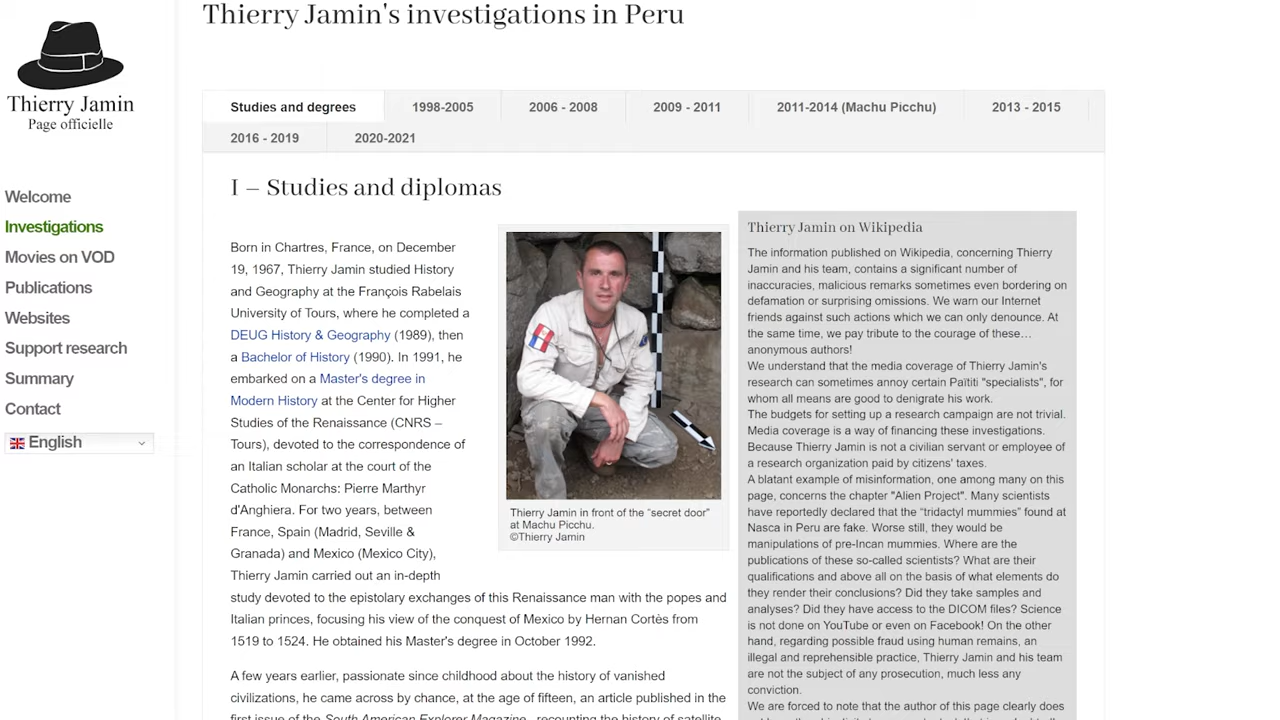 Thierry Jamin's investigations in Peru
Thierry Jamin
Page officielle
Welcome
Investigations
Movies on VOD
Publications
Websites
Support research
Summary
Contact
English
Studies and degrees
1998-2005
2006 - 2008
2009 - 2011
2011-2014 (Machu Picchu)
2013 - 2015
2016 - 2019
2020-2021
I – Studies and diplomas
Born in Chartres, France, on December
19, 1967, Thierry Jamin studied History
and Geography at the François Rabelais
University of Tours, where he completed a
DEUG History & Geography (1989), then
a Bachelor of History (1990). In 1991, he
embarked on a Master's degree in
Modern History at the Center for Higher
Studies of the Renaissance (CNRS –
Tours), devoted to the correspondence of
an Italian scholar at the court of the
Catholic Monarchs: Pierre Marthyr
d'Anghiera. For two years, between
France, Spain (Madrid, Seville &
Granada) and Mexico (Mexico City),
Thierry Jamin carried out an in-depth
study devoted to the epistolary exchanges of this Renaissance man with the popes and
Italian princes, focusing his view of the conquest of Mexico by Hernan Cortès from
1519 to 1524. He obtained his Master's degree in October 1992.
A few years earlier, passionate since childhood about the history of vanished
civilizations, he came across by chance, at the age of fifteen, an article published in the
first issue of the South American Explorer Magazine, recounting the history of satellite
Thierry Jamin in front of the “secret door”
at Machu Picchu.
©Thierry Jamin
Thierry Jamin on Wikipedia
The information published on Wikipedia, concerning Thierry
Jamin and his team, contains a significant number of
inaccuracies, malicious remarks sometimes even bordering on
defamation or surprising omissions. We warn our Internet
friends against such actions which we can only denounce. At
the same time, we pay tribute to the courage of these…
anonymous authors!
We understand that the media coverage of Thierry Jamin's
research can sometimes annoy certain Païtiti "specialists", for
whom all means are good to denigrate his work.
The budgets for setting up a research campaign are not trivial.
Media coverage is a way of financing these investigations.
Because Thierry Jamin is not a civilian servant or employee of
a research organization paid by citizens' taxes.
A blatant example of misinformation, one among many on this
page, concerns the chapter "Alien Project". Many scientists
have reportedly declared that the “tridactyl mummies” found at
Nasca in Peru are fake. Worse still, they would be
manipulations of pre-Incan mummies. Where are the
publications of these so-called scientists? What are their
qualifications and above all on the basis of what elements do
they render their conclusions? Did they take samples and
analyses? Did they have access to the DICOM files? Science
is not done on YouTube or even on Facebook! On the other
hand, regarding possible fraud using human remains, an
illegal and reprehensible practice, Thierry Jamin and his team
are not the subject of any prosecution, much less any
conviction.
We are forced to note that the author of this page clearly does